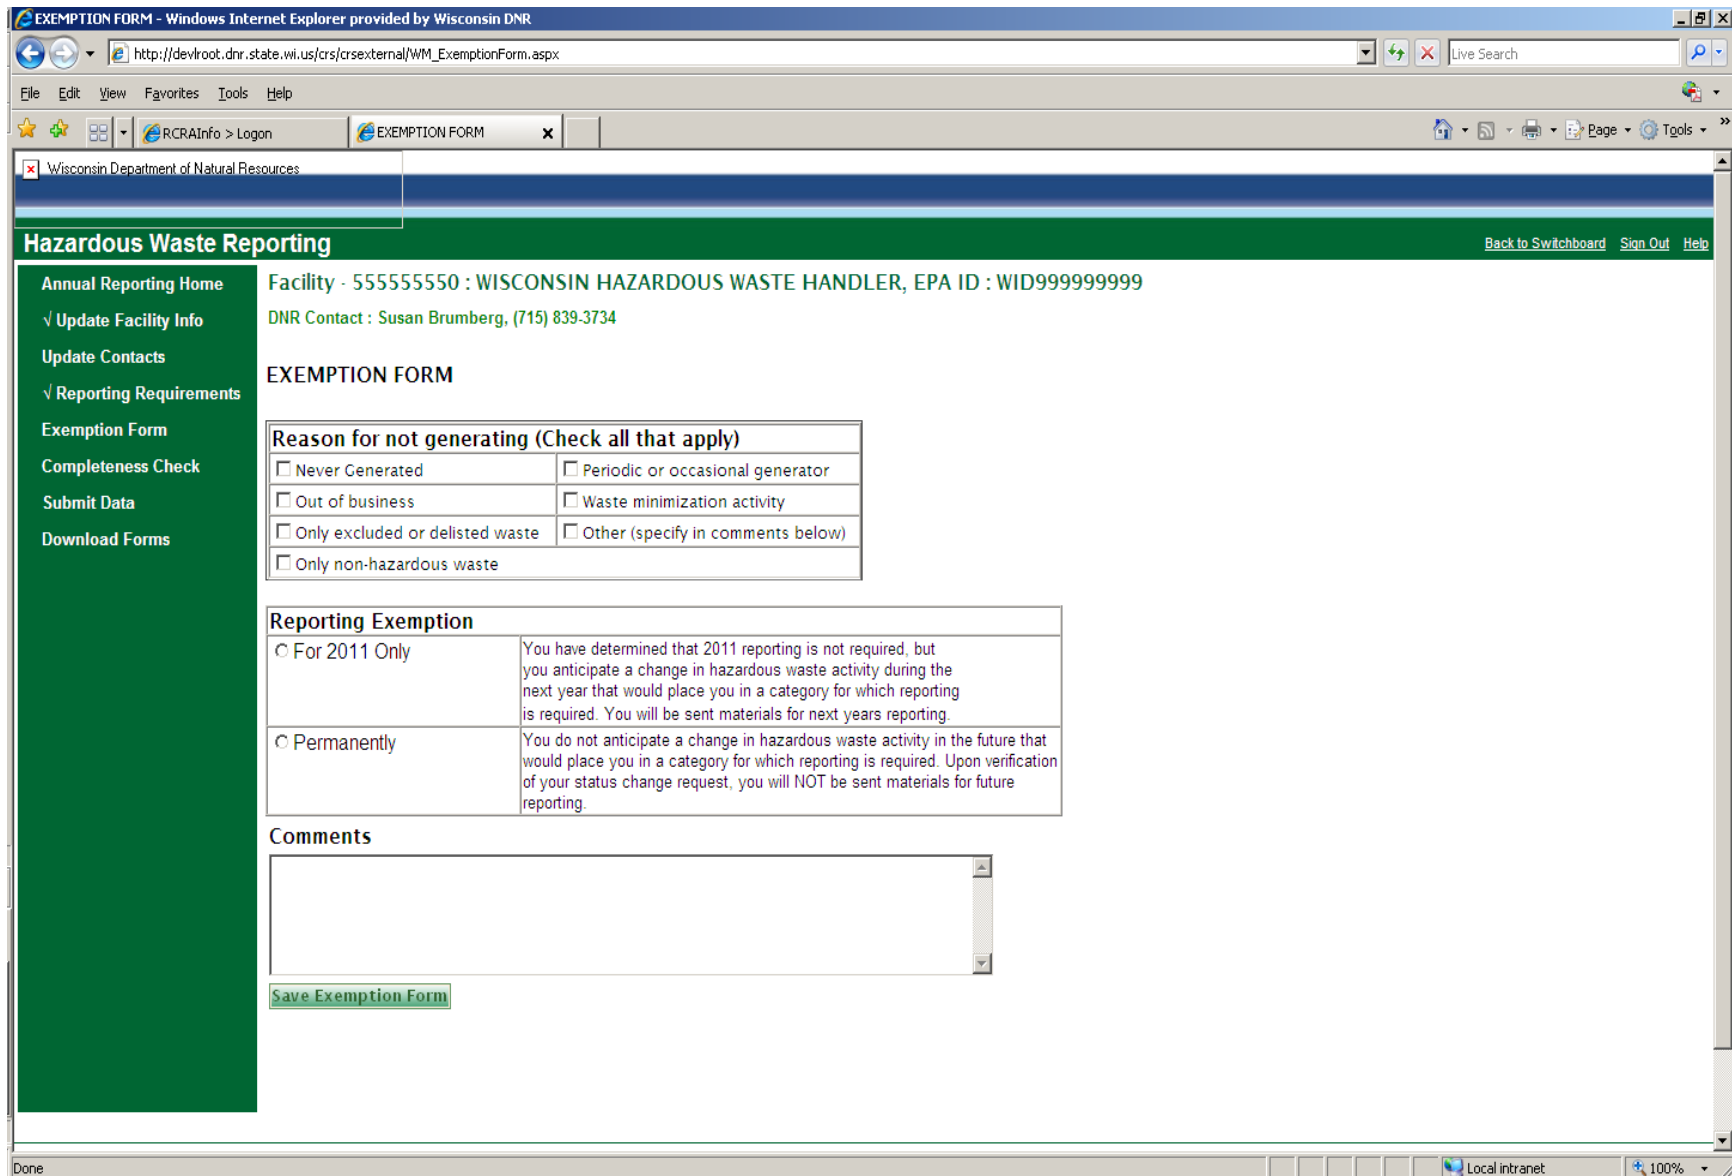 EXEMPTION FORM - Windows Internet Explorer provided by Wisconsin DNR
http://devlroot.dnr.state.wi.us/crs/crsexternal/WM_ExemptionForm.aspx
Live Search
File Edit View Favorites Tools Help
RCRAInfo > Logon
EXEMPTION FORM
Page
Tools
Wisconsin Department of Natural Resources
Hazardous Waste Reporting
Back to Switchboard Sign Out Help
Annual Reporting Home
√ Update Facility Info
Update Contacts
√ Reporting Requirements
Exemption Form
Completeness Check
Submit Data
Download Forms
Facility - 555555550 : WISCONSIN HAZARDOUS WASTE HANDLER, EPA ID : WID999999999
DNR Contact : Susan Brumberg, (715) 839-3734
EXEMPTION FORM
Reason for not generating (Check all that apply)
Never Generated
Periodic or occasional generator
Out of business
Waste minimization activity
Only excluded or delisted waste
Other (specify in comments below)
Only non-hazardous waste
Reporting Exemption
For 2011 Only
You have determined that 2011 reporting is not required, but
you anticipate a change in hazardous waste activity during the
next year that would place you in a category for which reporting
is required. You will be sent materials for next years reporting.
Permanently
You do not anticipate a change in hazardous waste activity in the future that
would place you in a category for which reporting is required. Upon verification
of your status change request, you will NOT be sent materials for future
reporting.
Comments
Save Exemption Form
Done
Local intranet
100%